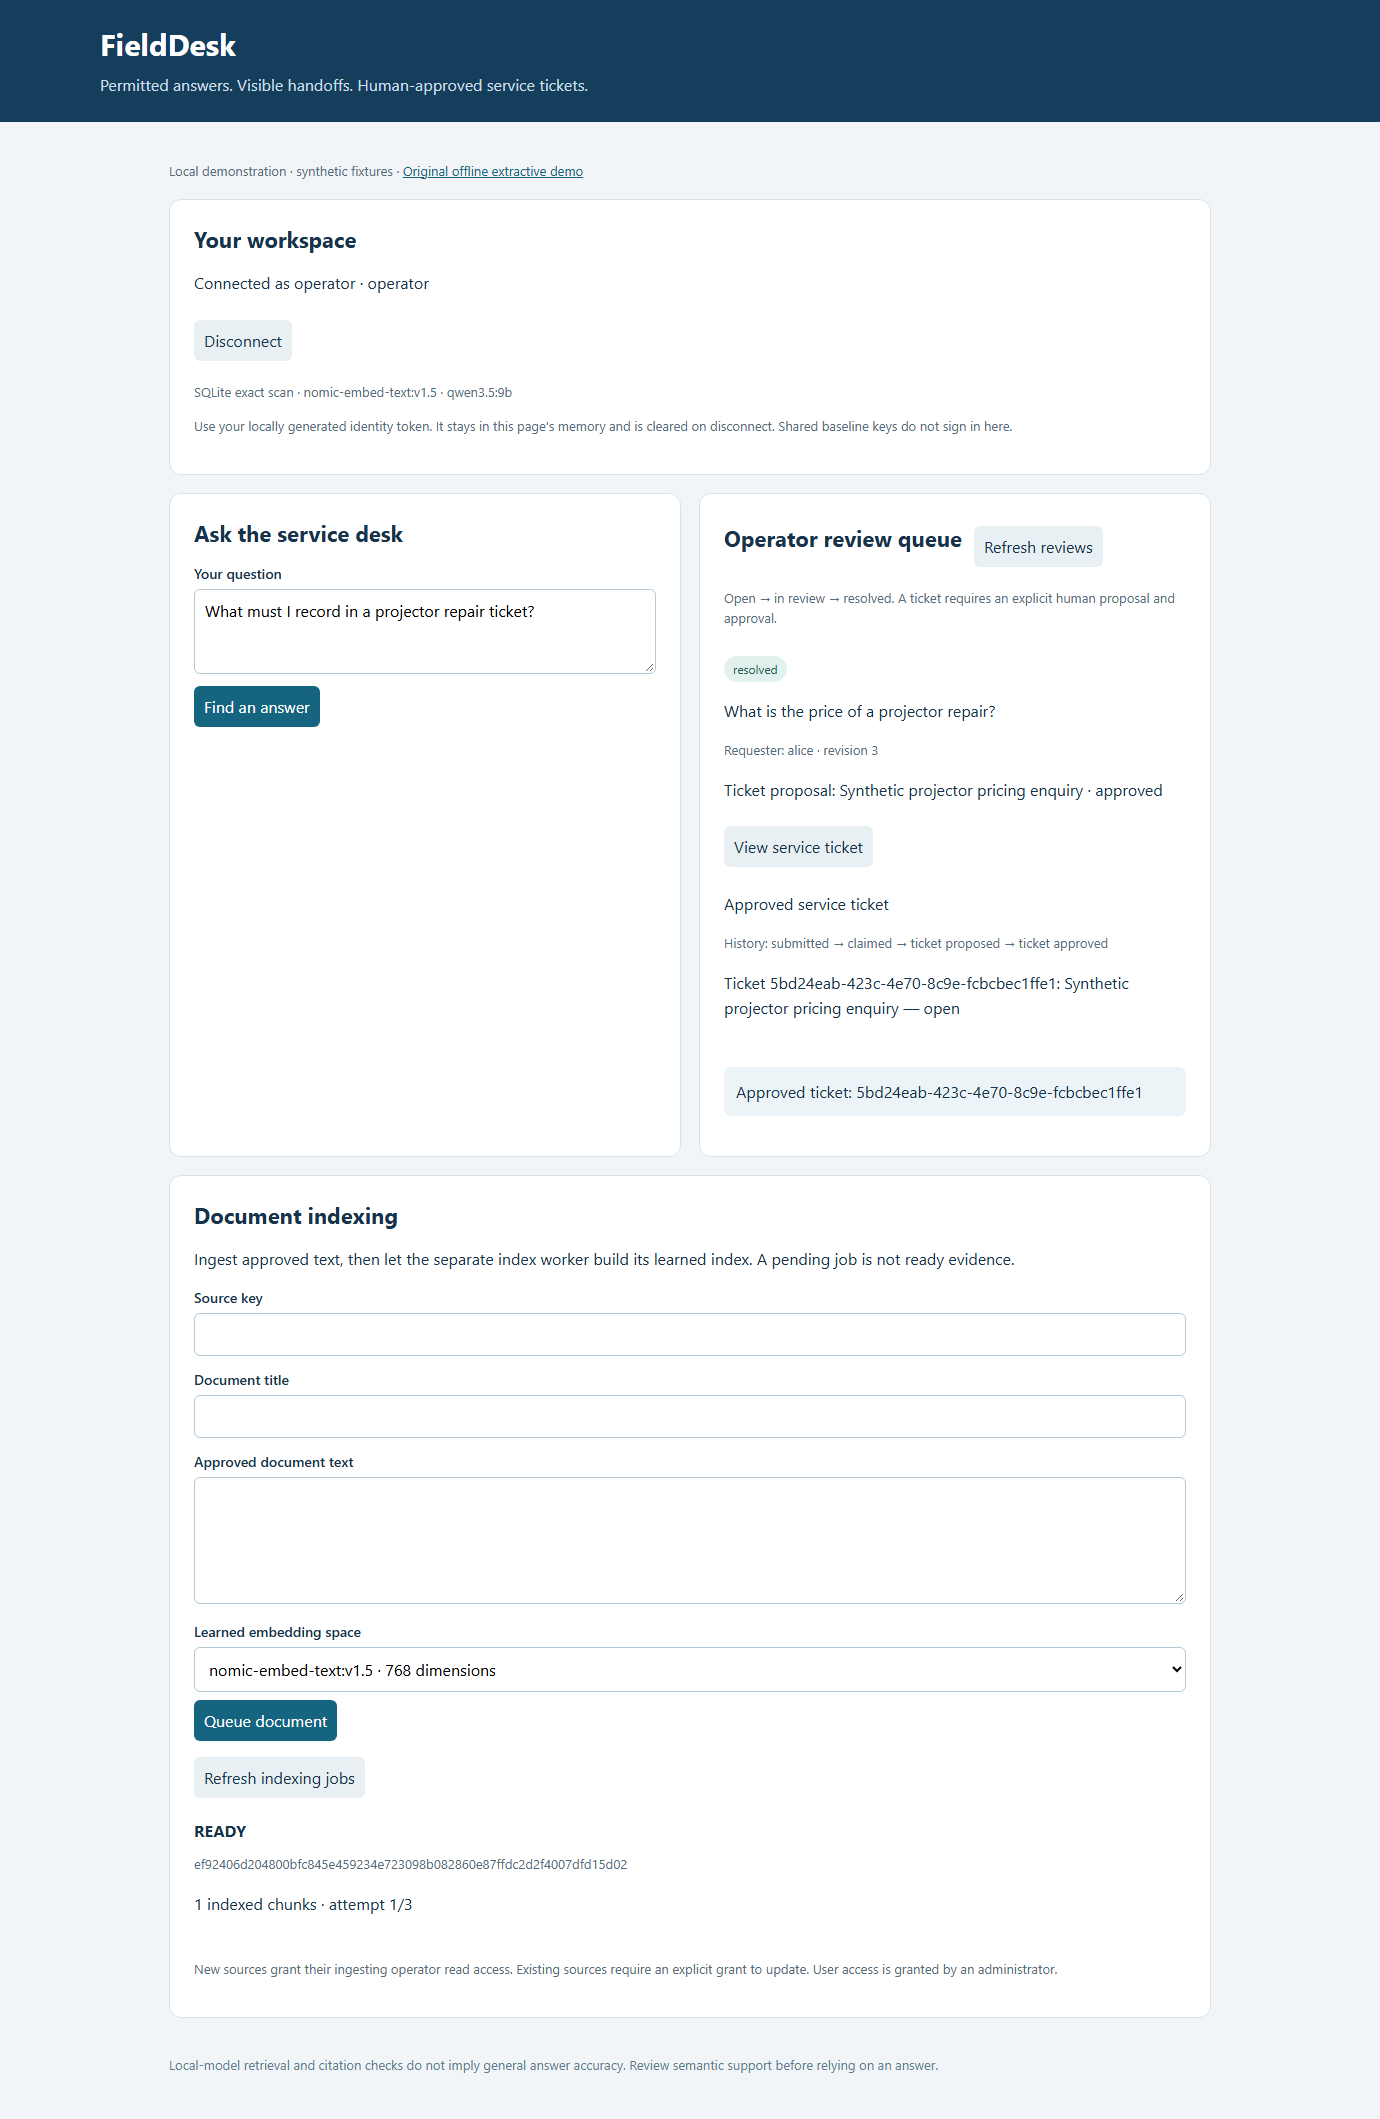 FieldDesk
Permitted answers. Visible handoffs. Human-approved service tickets.
Local demonstration · synthetic fixtures · Original offline extractive demo
Your workspace
Connected as operator · operator
Disconnect
SQLite exact scan · nomic-embed-text:v1.5 · qwen3.5:9b
Use your locally generated identity token. It stays in this page's memory and is cleared on disconnect. Shared baseline keys do not sign in here.
Ask the service desk
Your question
What must I record in a projector repair ticket?
Find an answer
Operator review queue
Refresh reviews
Open → in review → resolved. A ticket requires an explicit human proposal and
approval.
resolved
What is the price of a projector repair?
Requester: alice · revision 3
Ticket proposal: Synthetic projector pricing enquiry · approved
View service ticket
Approved service ticket
History: submitted → claimed → ticket proposed → ticket approved
Ticket 5bd24eab-423c-4e70-8c9e-fcbcbec1ffe1: Synthetic
projector pricing enquiry — open
Approved ticket: 5bd24eab-423c-4e70-8c9e-fcbcbec1ffe1
Document indexing
Ingest approved text, then let the separate index worker build its learned index. A pending job is not ready evidence.
Source key
Document title
Approved document text
Learned embedding space
nomic-embed-text:v1.5 · 768 dimensions
Queue document
Refresh indexing jobs
READY
ef92406d204800bfc845e459234e723098b082860e87ffdc2d2f4007dfd15d02
1 indexed chunks · attempt 1/3
New sources grant their ingesting operator read access. Existing sources require an explicit grant to update. User access is granted by an administrator.
Local-model retrieval and citation checks do not imply general answer accuracy. Review semantic support before relying on an answer.